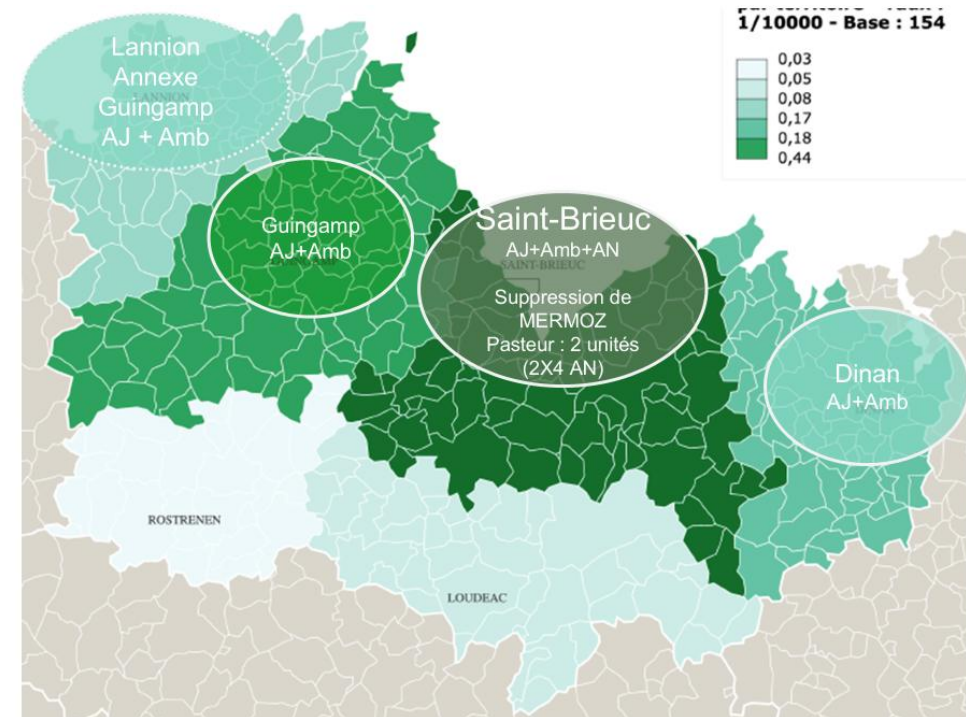 1/10000 - Base : 154
0,03
0,05
0,08
0,17
0,18
0,44
Lannion
Annexe
Guingamp
AJ + Amb
LANNION
Guingamp
AJ+Amb
Saint-Brieuc
AJ+Amb+AN
SAINT-BRIEUC
Suppression de
MERMOZ
Pasteur : 2 unités
(2X4 AN)
Dinan
AJ+Amb
ROSTRENEN
LOUDEAC